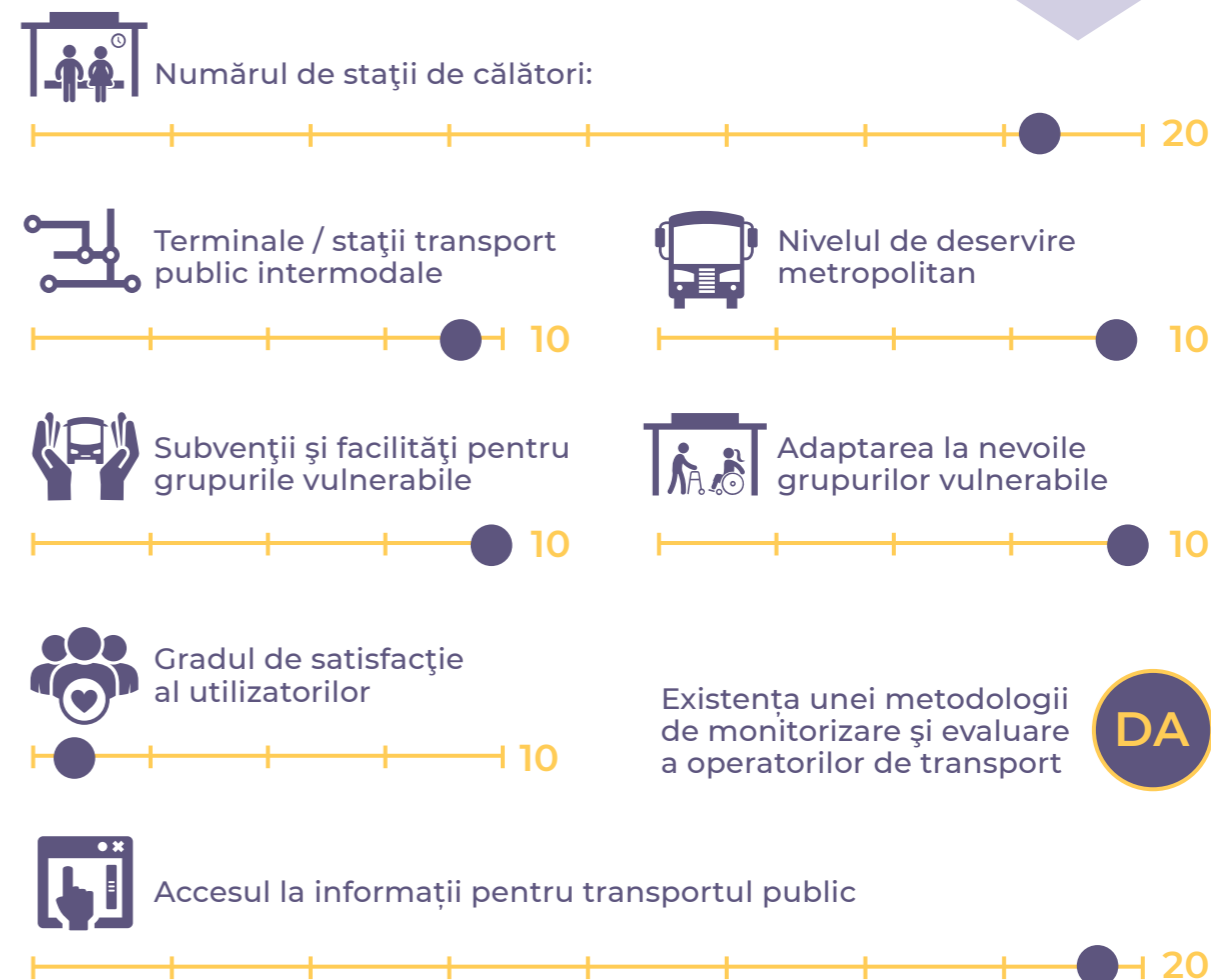 Numărul de staţii de călători:
20
Terminale / staţii transport
public intermodale
10
Nivelul de deservire
metropolitan
10
Subvenţii şi facilităţi pentru
grupurile vulnerabile
10
Adaptarea la nevoile
grupurilor vulnerabile
10
Gradul de satisfacţie
al utilizatorilor
10
Existența unei metodologii
de monitorizare şi evaluare
a operatorilor de transport
DA
Accesul la informații pentru transportul public
20